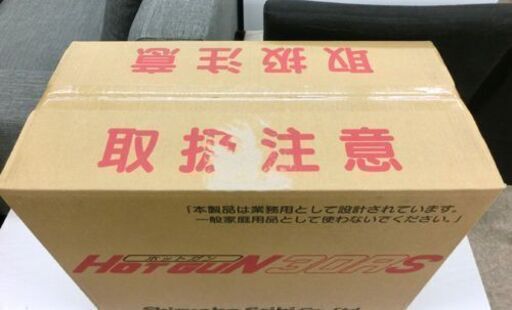 取扱注意
取扱注意
「本製品は業務用として設計されています。
一般家庭用品として使わないでください。」
ホットガン
HOTGUN 30RS